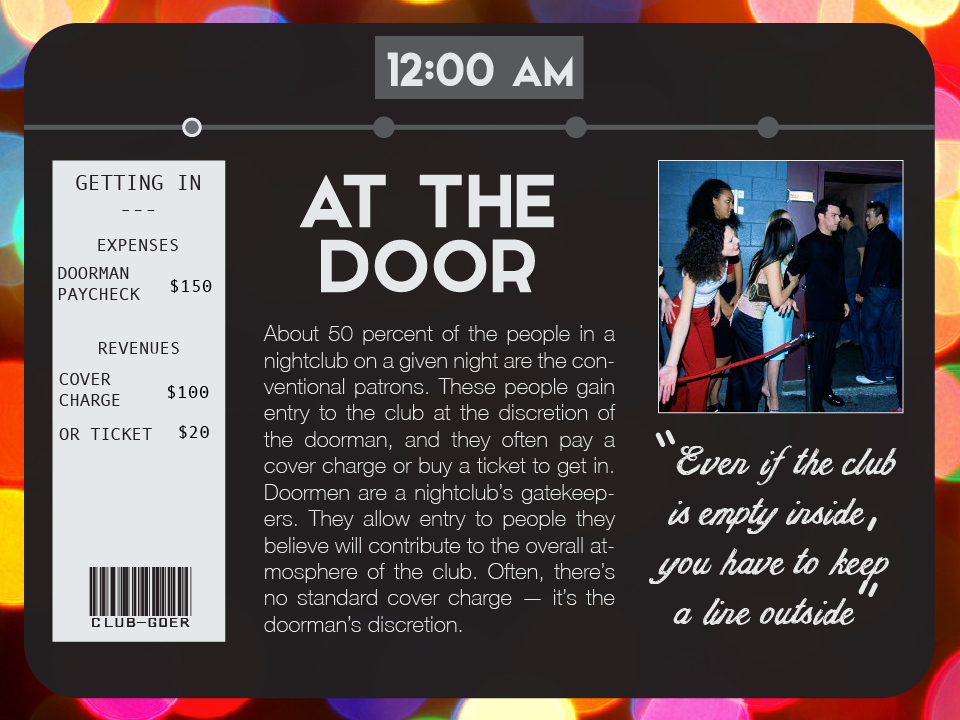 12:00 AM
GETTING IN
---
EXPENSES
DOORMAN
PAYCHECK $150
REVENUES
COVER
CHARGE $100
OR TICKET $20
CLUB-GOER
AT THE
DOOR
About 50 percent of the people in a
nightclub on a given night are the con-
ventional patrons. These people gain
entry to the club at the discretion of
the doorman, and they often pay a
cover charge or buy a ticket to get in.
Doormen are a nightclub's gatekeep-
ers. They allow entry to people they
believe will contribute to the overall at-
mosphere of the club. Often, there's
no standard cover charge — it's the
doorman's discretion.
"Even if the club
is empty inside,
you have to keep
a line outside"